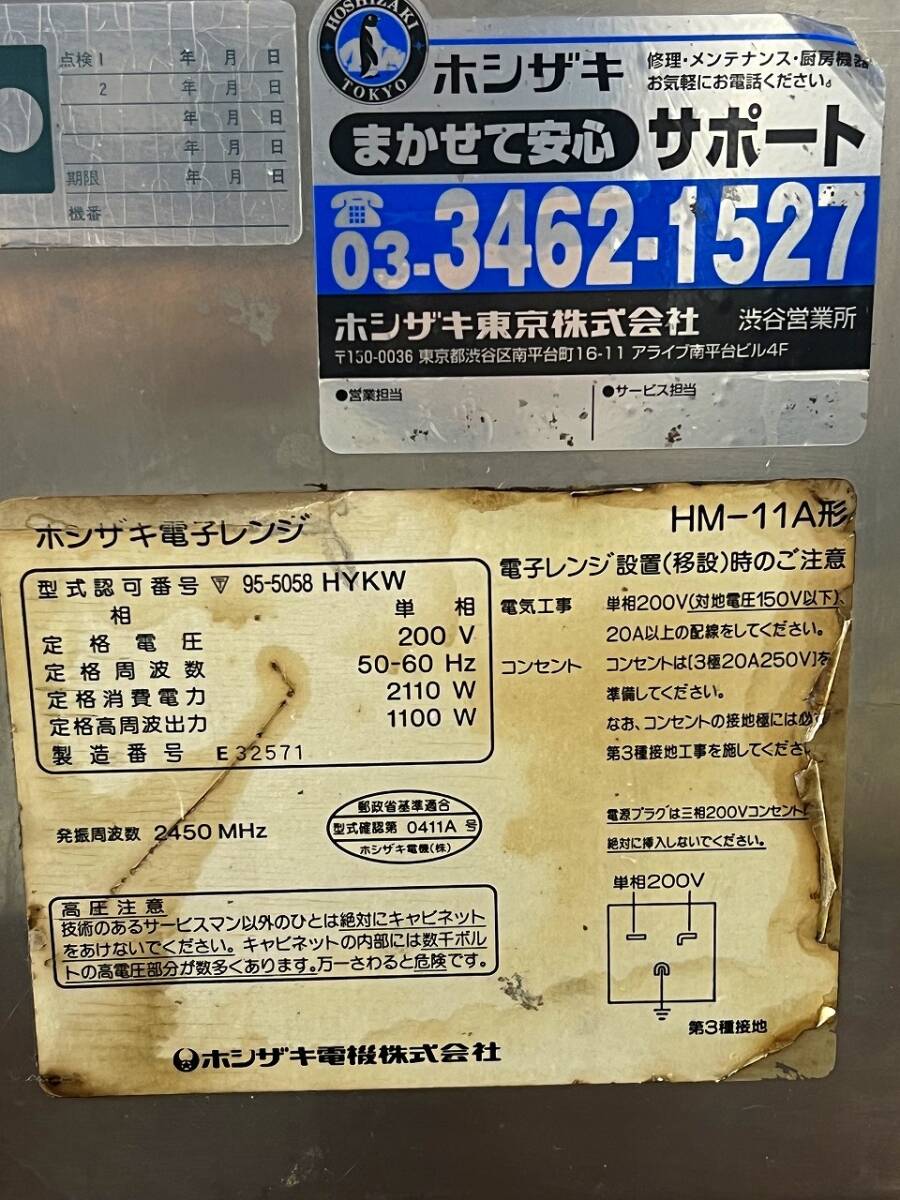 点検1 年 月 日
2 年 月 日
年 月 日
年 月 日
期限 年 月 日
機番
HOSHIZAKI
TOKYO
ホシザキ
修理・メンテナンス・厨房機器
お気軽にお電話ください。
まかせて安心 サポート
03-3462-1527
ホシザキ東京株式会社 渋谷営業所
〒150-0036 東京都渋谷区南平台町16-11 アライブ南平台ビル4F
●営業担当 ●サービス担当
ホシザキ電子レンジ
HM-11A形
型式認可番号 95-5058 HYKW
相 単相
定格電圧 200 V
定格周波数 50-60 Hz
定格消費電力 2110 W
定格高周波出力 1100 W
製造番号 E32571
発振周波数 2450 MHz
郵政省基準適合
型式確認第 0411A 号
ホシザキ電機(株)
高圧注意
技術のあるサービスマン以外のひとは絶対にキャビネット
をあけないでください。キャビネットの内部には数千ボル
トの高電圧部分が数多くあります。万一さわると危険です。
電子レンジ設置(移設)時のご注意
電気工事 単相200V(対地電圧150V以下)、
20A以上の配線をしてください。
コンセント コンセントは[3極20A250V]を
準備してください。
なお、コンセントの接地極には必
第3種接地工事を施してくださ
電源プラグは三相200Vコンセント
絶対に挿入しないでください。
単相200V
第3種接地
ホシザキ電機株式会社